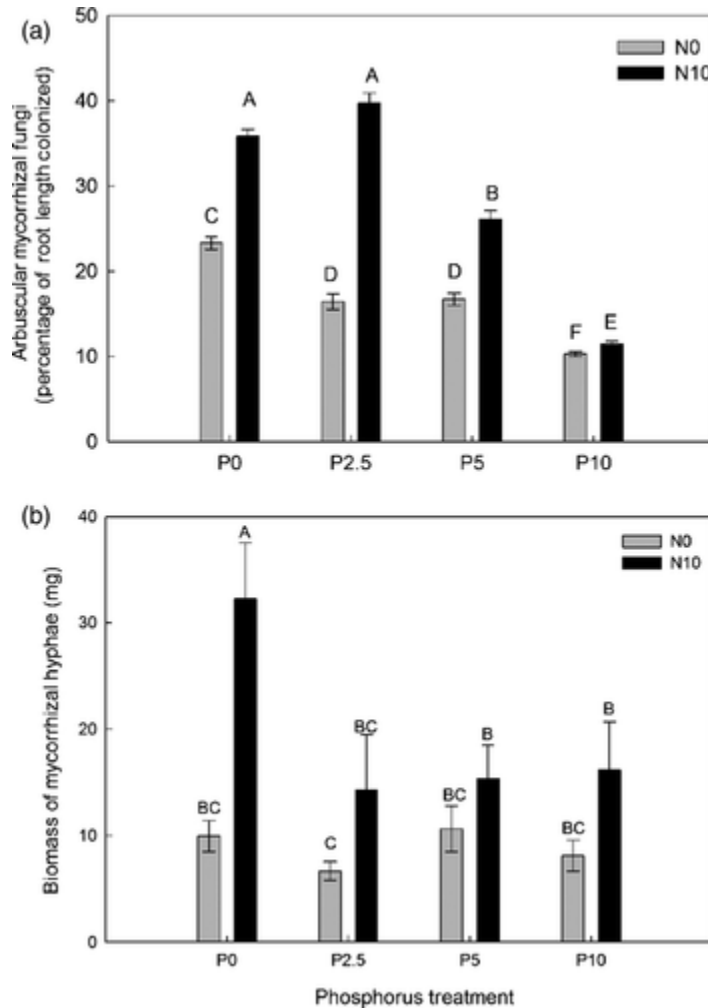 (a)
Arbuscular mycorrhizal fungi
(percentage of root length colonized)
50
40
30
20
10
0
N0
N10
C
A
D
A
D
B
F
E
P0
P2.5
P5
P10
(b)
Biomass of mycorrhizal hyphae (mg)
40
30
20
10
0
N0
N10
BC
A
C
BC
BC
B
BC
B
P0
P2.5
P5
P10
Phosphorus treatment